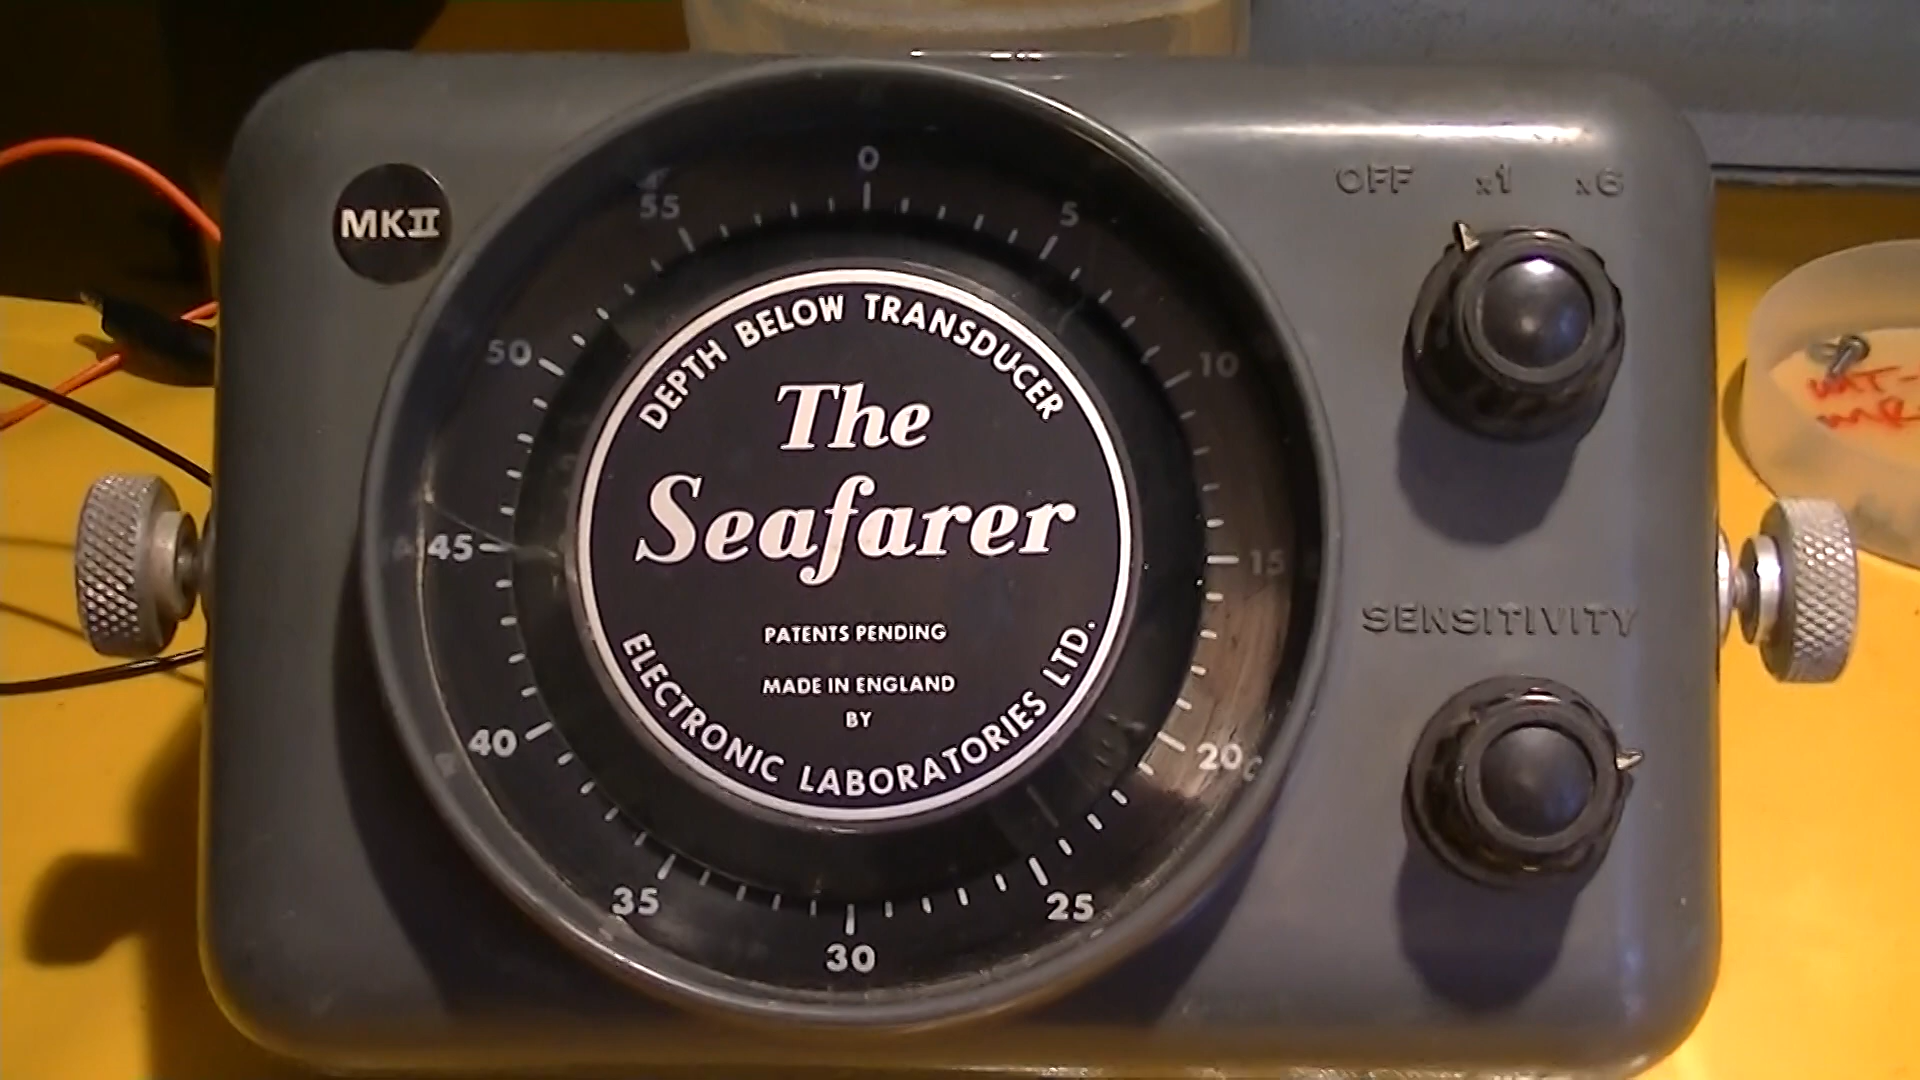 MKII
OFF x1 x6
0
5
10
15
20
25
30
35
40
45
50
55
DEPTH BELOW TRANSDUCER
The
Seafarer
PATENTS PENDING
MADE IN ENGLAND
BY
ELECTRONIC LABORATORIES LTD.
SENSITIVITY